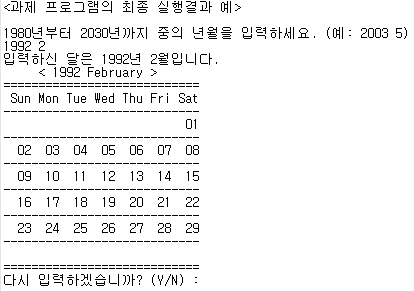 <과제 프로그램의 최종 실행결과 예>
1980년부터 2030년까지 중의 년월을 입력하세요. (예: 2003 5)
1992 2
입력하신 달은 1992년 2월입니다.
< 1992 February >
============================
Sun Mon Tue Wed Thu Fri Sat
----------------------------
01
----------------------------
02 03 04 05 06 07 08
----------------------------
09 10 11 12 13 14 15
----------------------------
16 17 18 19 20 21 22
----------------------------
23 24 25 26 27 28 29
----------------------------
============================
다시 입력하겠습니까? (Y/N) :